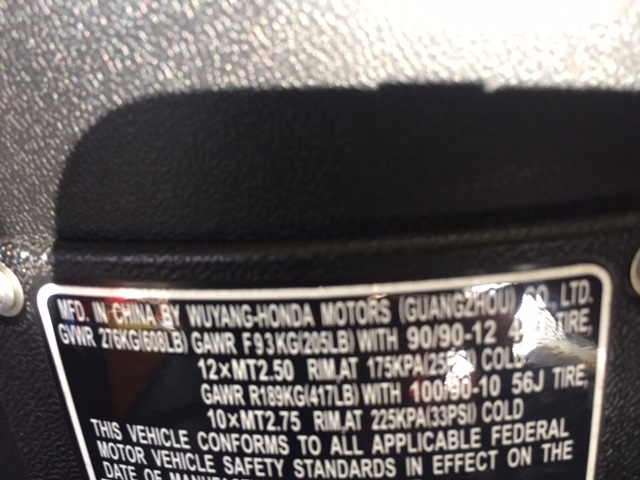 MFD. IN CHINA BY WUYANG-HONDA MOTORS (GUANGZHOU) CO., LTD.
GVWR 276KG(608LB) GAWR F93KG(205LB) WITH 90/90-12 TIRE,
12×MT2.50 RIM,AT 175KPA COLD
GAWR R189KG(417LB) WITH 100/90-10 56J TIRE,
10×MT2.75 RIM,AT 225KPA(33PSI) COLD
THIS VEHICLE CONFORMS TO ALL APPLICABLE FEDERAL
MOTOR VEHICLE SAFETY STANDARDS IN EFFECT ON THE
DATE OF